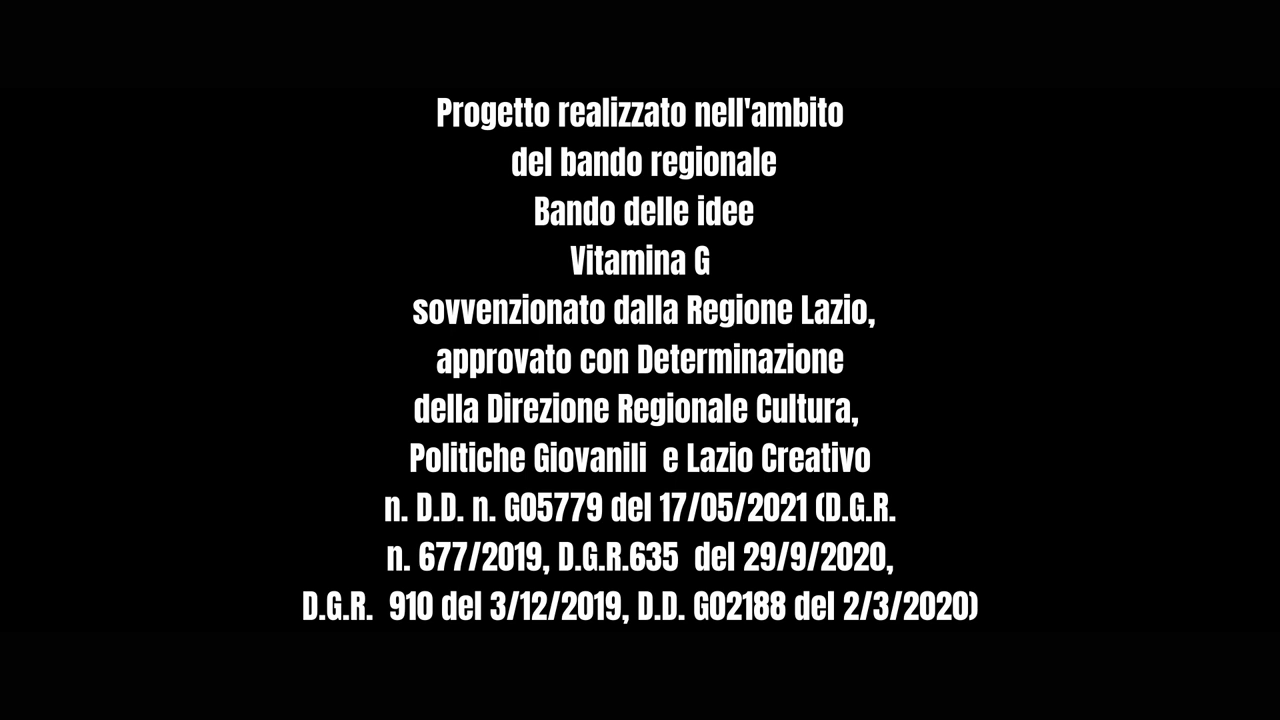 Progetto realizzato nell'ambito
del bando regionale
Bando delle idee
Vitamina G
sovvenzionato dalla Regione Lazio,
approvato con Determinazione
della Direzione Regionale Cultura,
Politiche Giovanili e Lazio Creativo
n. D.D. n. G05779 del 17/05/2021 (D.G.R.
n. 677/2019, D.G.R.635 del 29/9/2020,
D.G.R. 910 del 3/12/2019, D.D. G02188 del 2/3/2020)